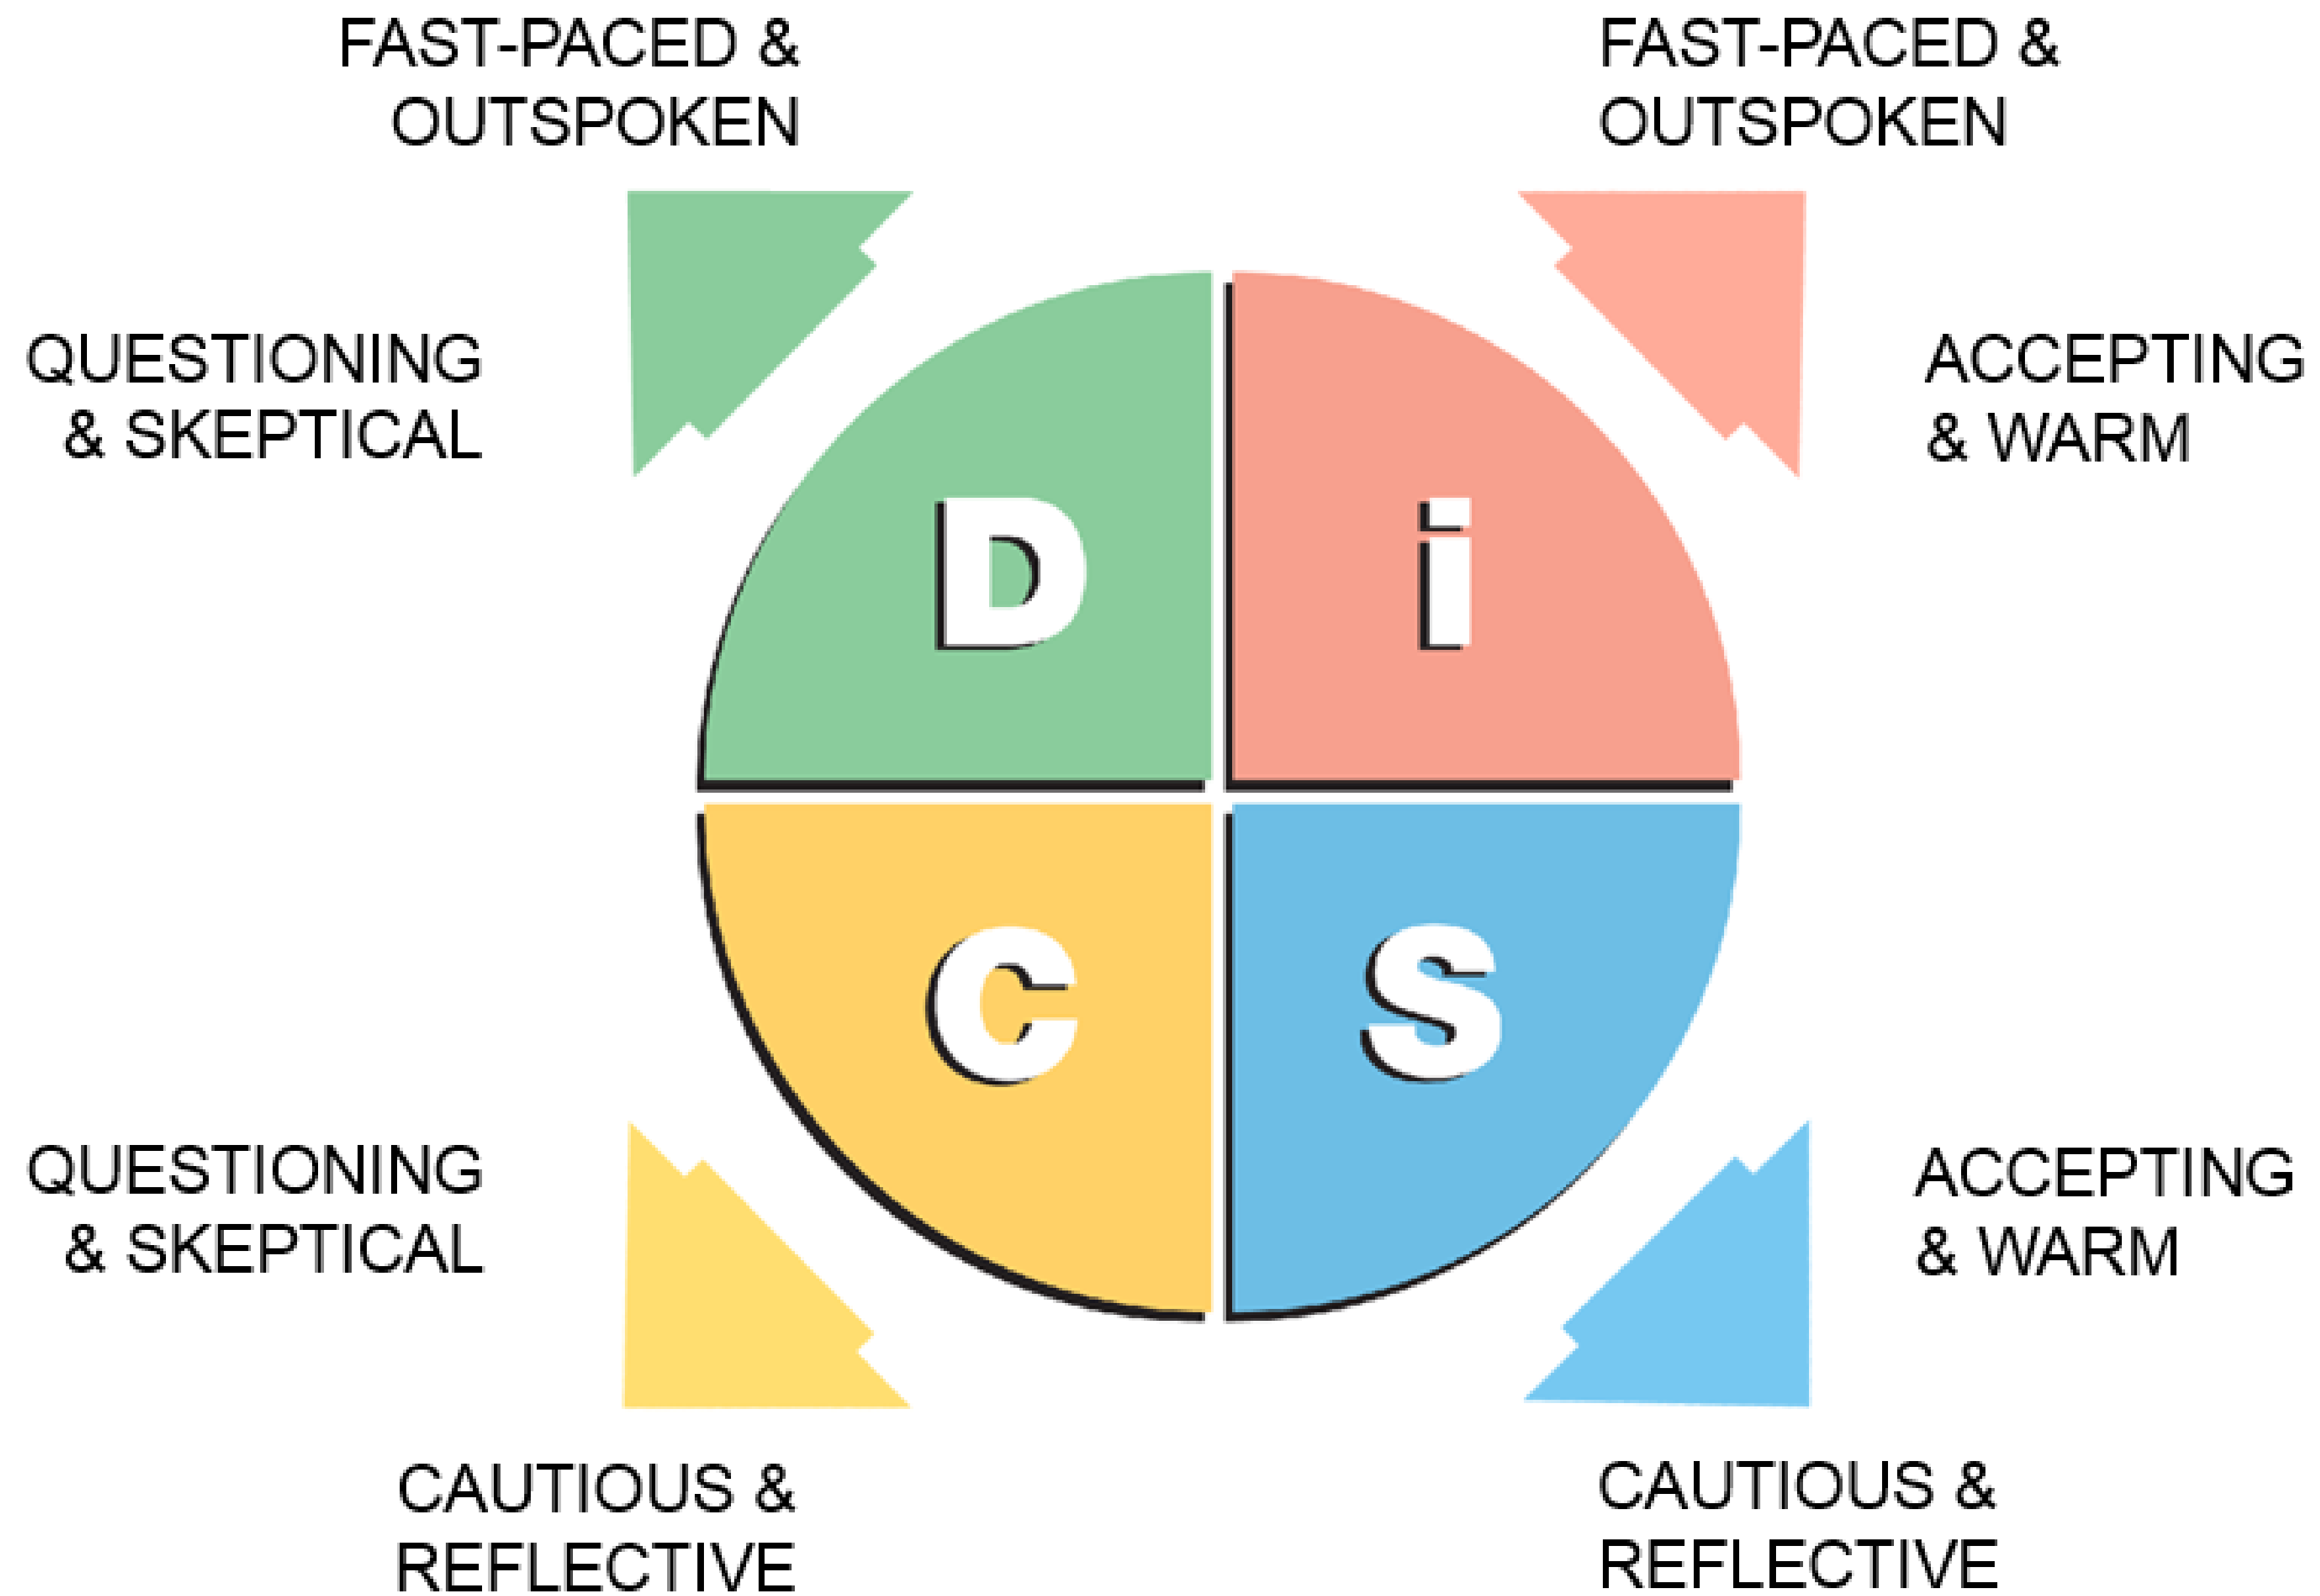 FAST-PACED &
OUTSPOKEN
FAST-PACED &
OUTSPOKEN
QUESTIONING
& SKEPTICAL
ACCEPTING
& WARM
D
i
C
S
QUESTIONING
& SKEPTICAL
ACCEPTING
& WARM
CAUTIOUS &
REFLECTIVE
CAUTIOUS &
REFLECTIVE